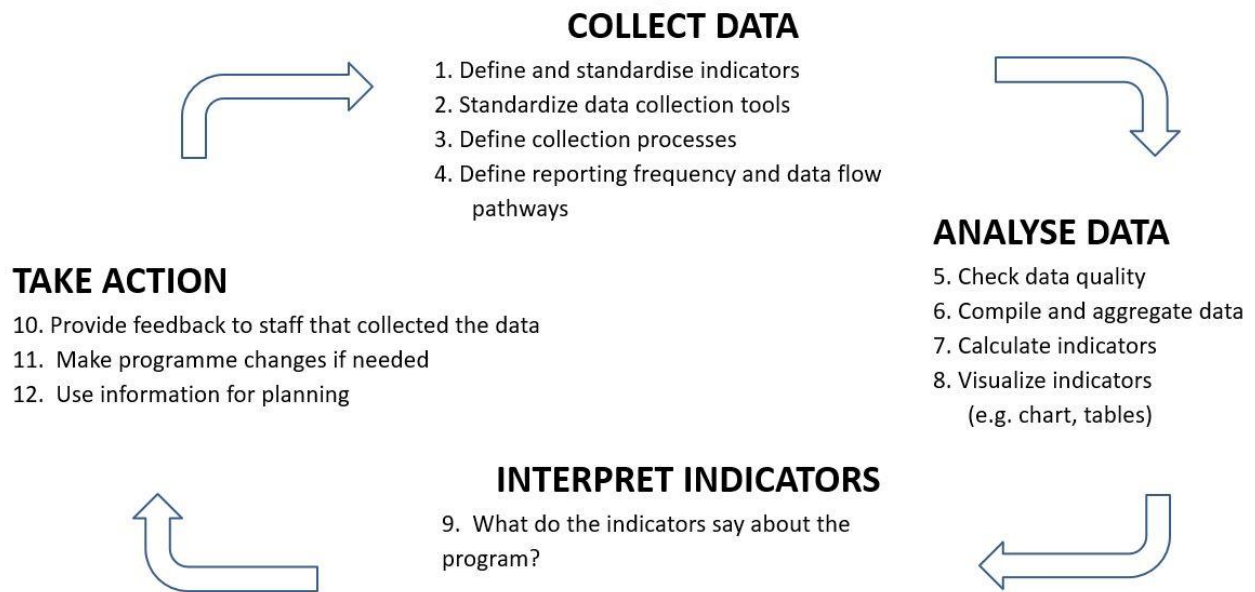 COLLECT DATA
1. Define and standardise indicators
2. Standardize data collection tools
3. Define collection processes
4. Define reporting frequency and data flow
pathways
ANALYSE DATA
5. Check data quality
6. Compile and aggregate data
7. Calculate indicators
8. Visualize indicators
(e.g. chart, tables)
INTERPRET INDICATORS
9. What do the indicators say about the
program?
TAKE ACTION
10. Provide feedback to staff that collected the data
11. Make programme changes if needed
12. Use information for planning